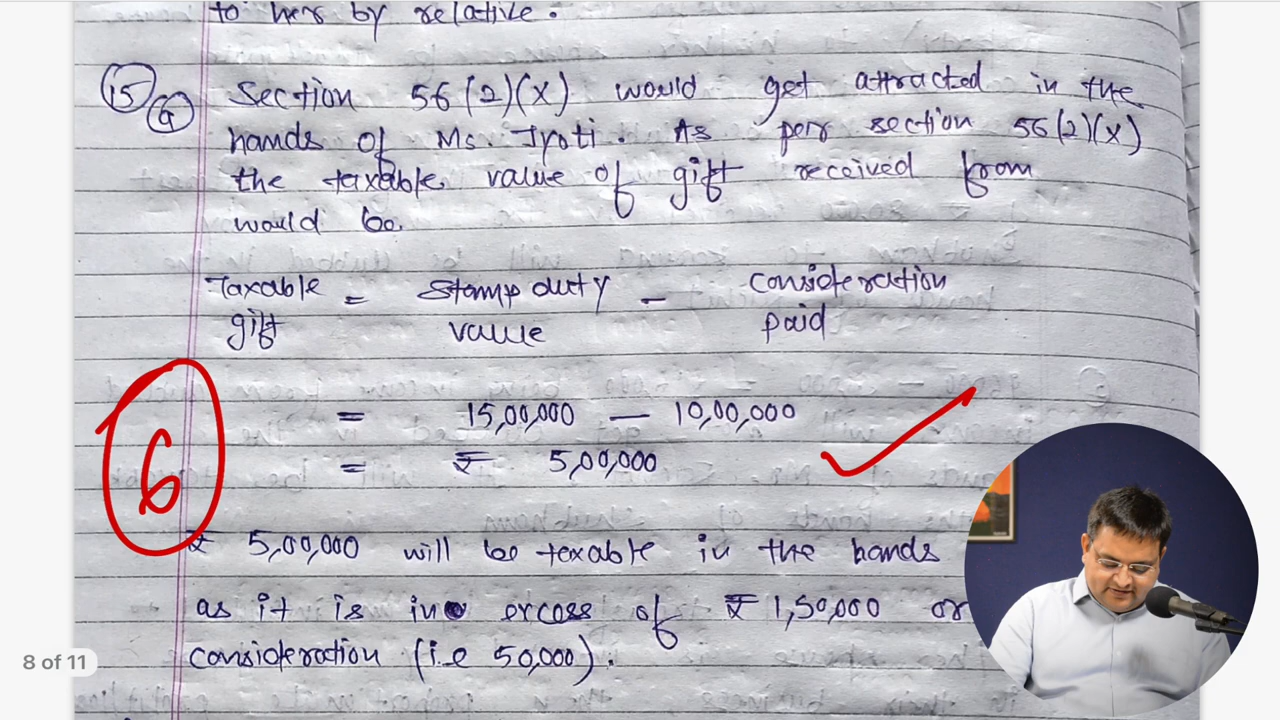 to her by relative.
15 a Section 56(2)(x) would get attracted in the
hands of Ms. Jyoti. As per section 56(2)(x)
the taxable value of gift received from
would be
Taxable gift = Stamp duty value - consideration paid
= 15,00,000 — 10,00,000
= ₹ 5,00,000
6
₹ 5,00,000 will be taxable in the hands
as it is in excess of ₹ 1,50,000 or
consideration (i.e 50,000).
8 of 11